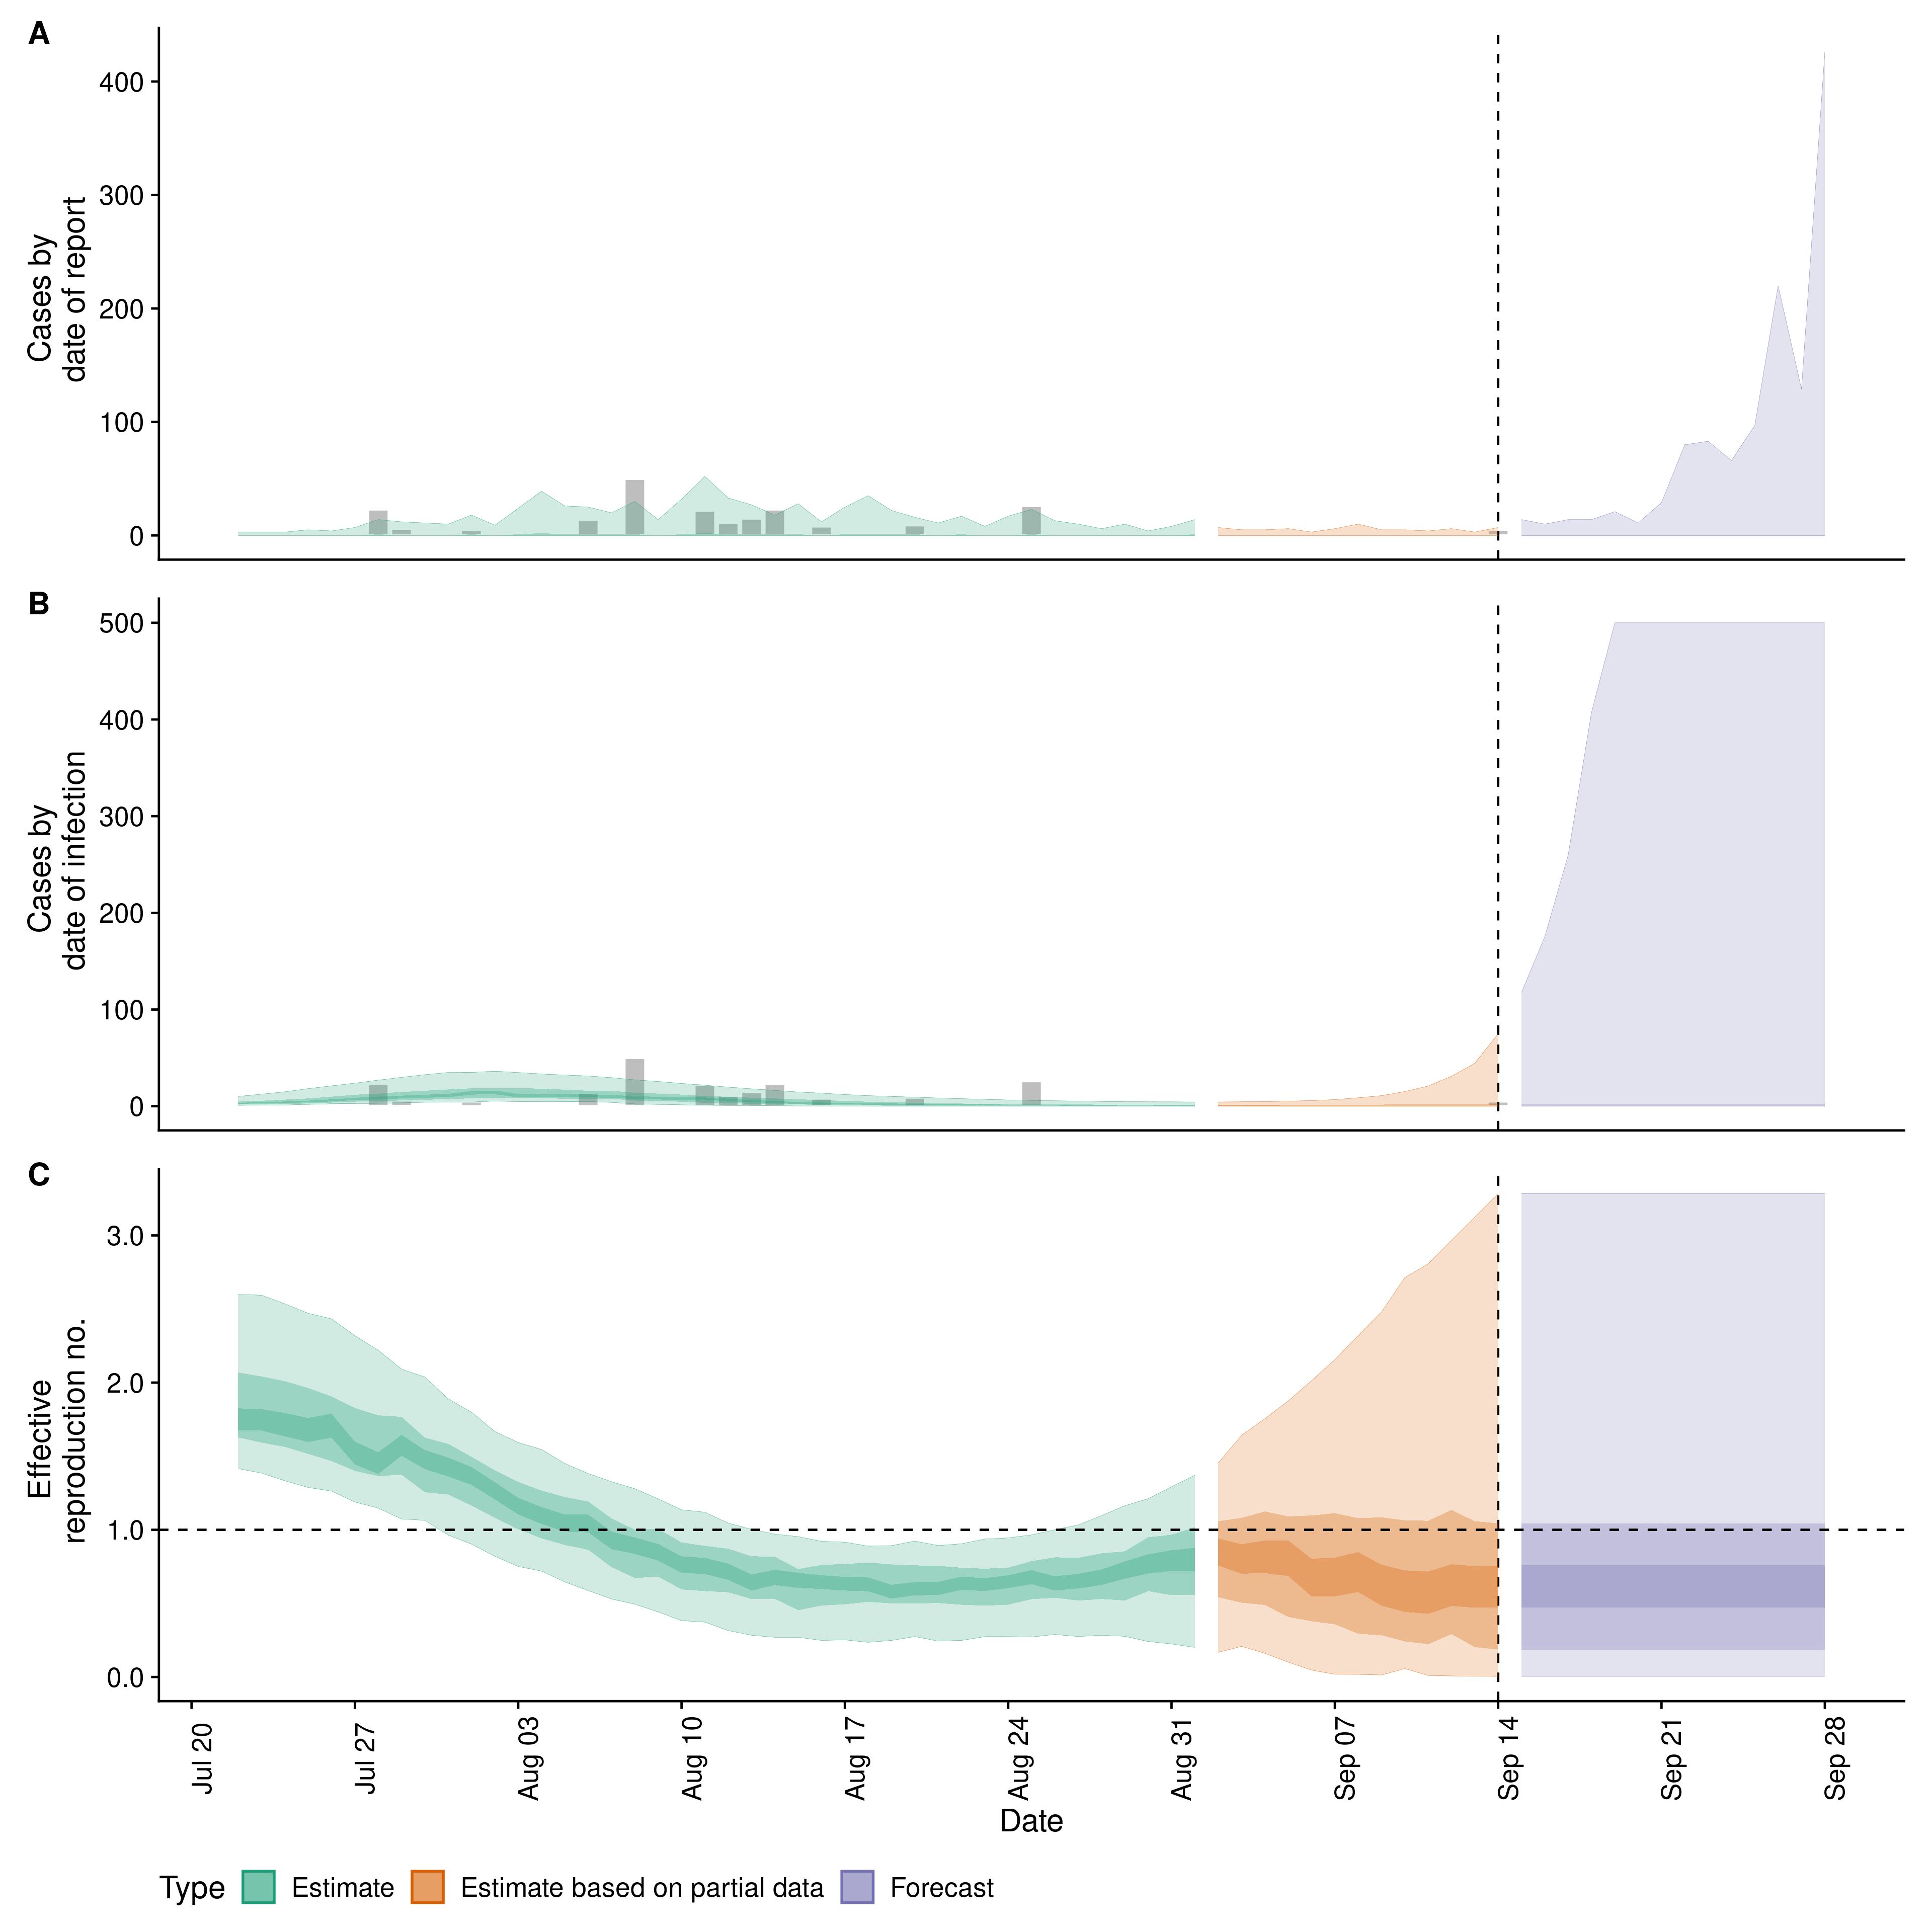 A
Cases by
date of report
400
300
200
100
0
B
Cases by
date of infection
500
400
300
200
100
0
C
Effective
reproduction no.
3.0
2.0
1.0
0.0
Jul 20
Jul 27
Aug 03
Aug 10
Aug 17
Aug 24
Aug 31
Sep 07
Sep 14
Sep 21
Sep 28
Date
Type Estimate Estimate based on partial data Forecast